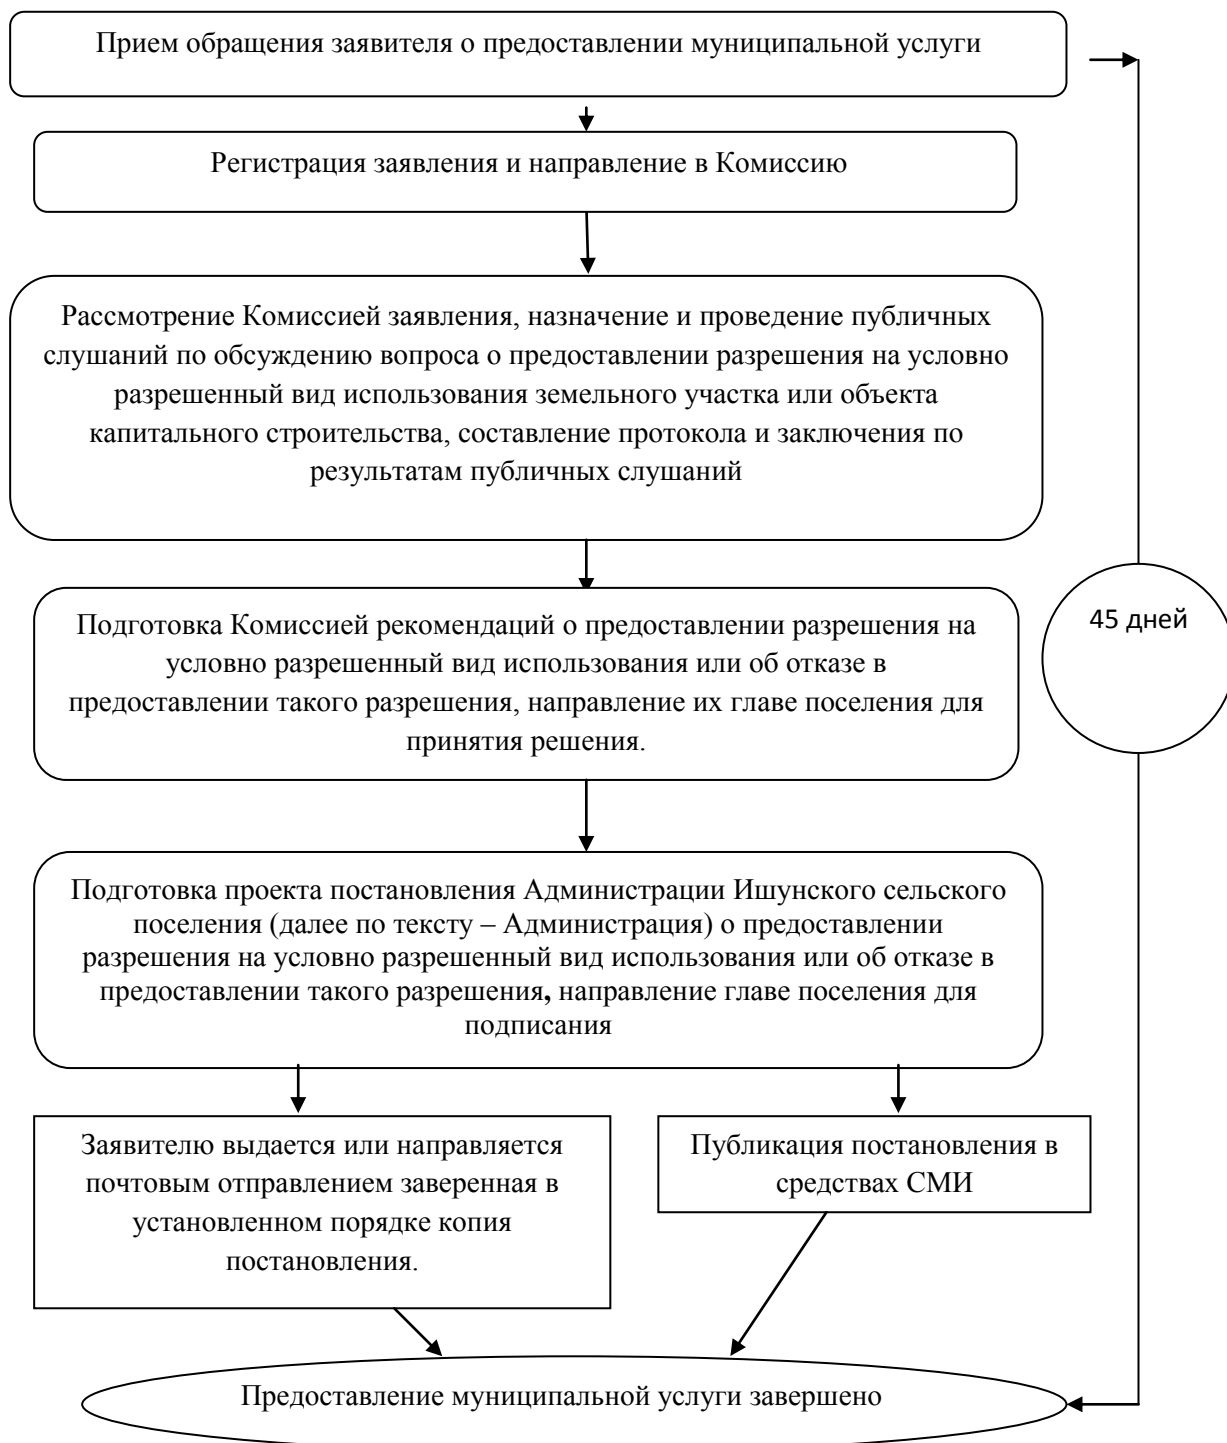 Прием обращения заявителя о предоставлении муниципальной услуги
Регистрация заявления и направление в Комиссию
Рассмотрение Комиссией заявления, назначение и проведение публичных
слушаний по обсуждению вопроса о предоставлении разрешения на условно
разрешенный вид использования земельного участка или объекта
капитального строительства, составление протокола и заключения по
результатам публичных слушаний
Подготовка Комиссией рекомендаций о предоставлении разрешения на
условно разрешенный вид использования или об отказе в
предоставлении такого разрешения, направление их главе поселения для
принятия решения.
45 дней
Подготовка проекта постановления Администрации Ишунского сельского
поселения (далее по тексту – Администрация) о предоставлении
разрешения на условно разрешенный вид использования или об отказе в
предоставлении такого разрешения, направление главе поселения для
подписания
Заявителю выдается или направляется
почтовым отправлением заверенная в
установленном порядке копия
постановления.
Публикация постановления в
средствах СМИ
Предоставление муниципальной услуги завершено